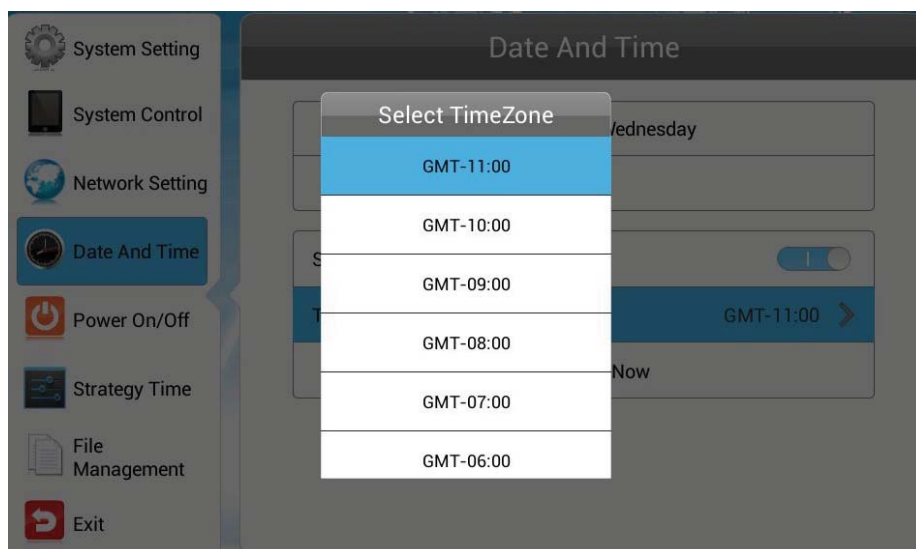 System Setting
System Control
Network Setting
Date And Time
Power On/Off
Strategy Time
File
Management
Exit
Date And Time
Select TimeZone
GMT-11:00
GMT-10:00
GMT-09:00
GMT-08:00
GMT-07:00
GMT-06:00
GMT-11:00
Now